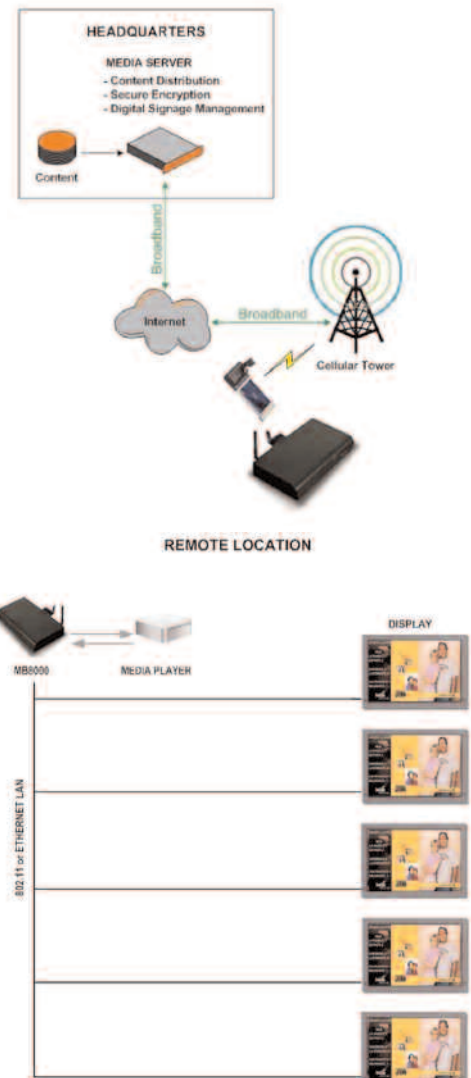 HEADQUARTERS
MEDIA SERVER
- Content Distribution
- Secure Encryption
- Digital Signage Management
Content
Broadband
Internet
Broadband
Cellular Tower
REMOTE LOCATION
DISPLAY
MB8000
MEDIA PLAYER
802.11 or ETHERNET LAN